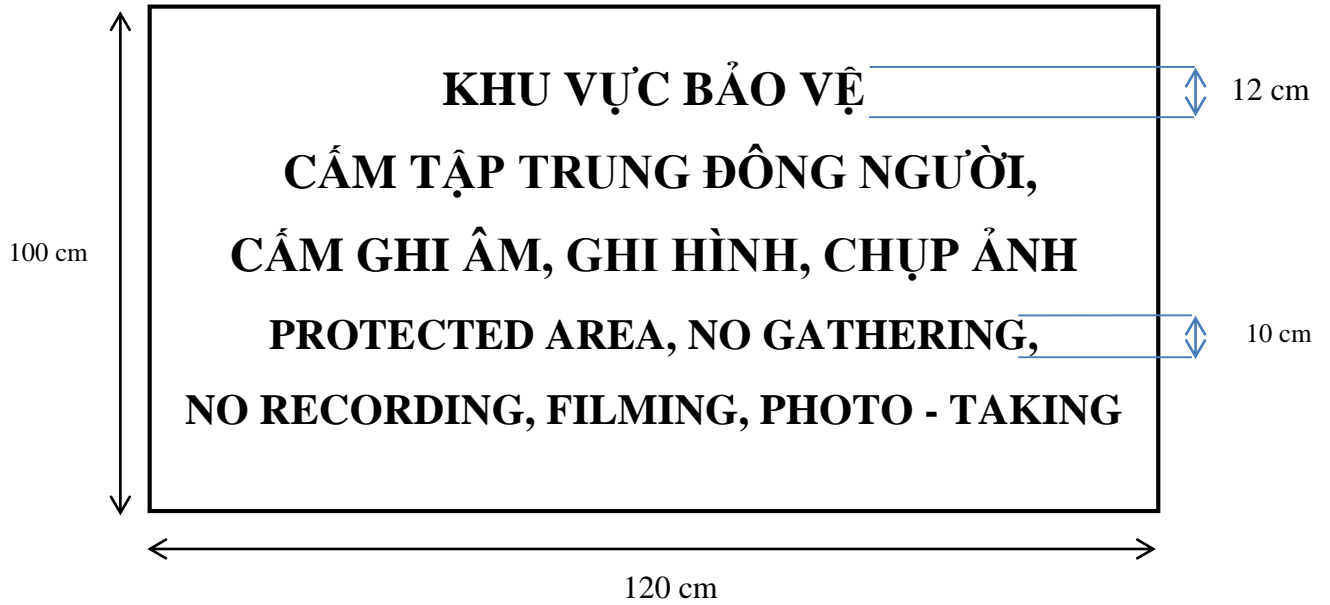 KHU VỰC BẢO VỆ
12 cm
CẤM TẬP TRUNG ĐÔNG NGƯỜI,
CẤM GHI ÂM, GHI HÌNH, CHỤP ẢNH
100 cm
PROTECTED AREA, NO GATHERING,
10 cm
NO RECORDING, FILMING, PHOTO - TAKING
120 cm